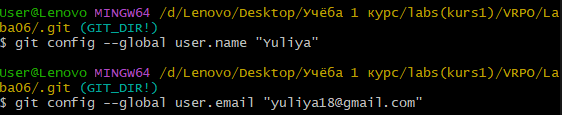 User@Lenovo MINGW64 /d/Lenovo/Desktop/Учёба 1 курс/labs(kurs1)/VRPO/La
ba06/.git (GIT_DIR!)
$ git config --global user.name "Yuliya"
User@Lenovo MINGW64 /d/Lenovo/Desktop/Учёба 1 курс/labs(kurs1)/VRPO/La
ba06/.git (GIT_DIR!)
$ git config --global user.email "yuliya18@gmail.com"